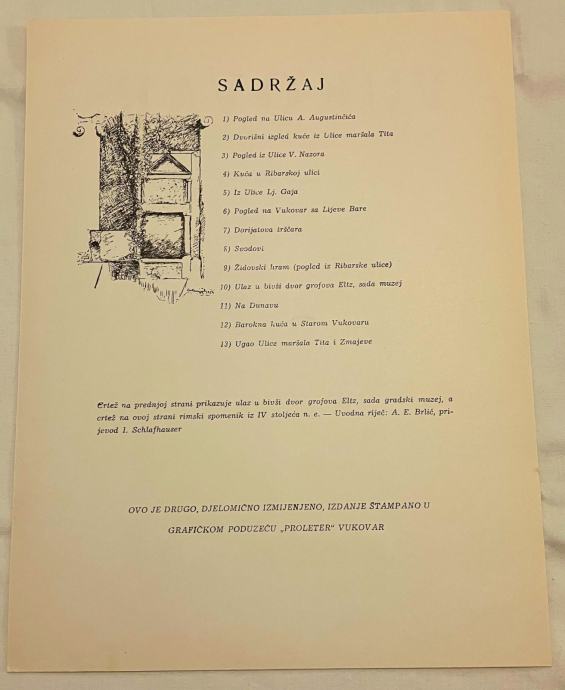 SADRŽAJ
1) Pogled na Ulicu A. Augustinčića
2) Dvorišni izgled kuće iz Ulice maršala Tita
3) Pogled iz Ulice V. Nazora
4) Kuća u Ribarskoj ulici
5) Iz Ulice Lj. Gaja
6) Pogled na Vukovar sa Lijeve Bare
7) Dorijatova irščara
8) Svodovi
9) Židovski hram (pogled iz Ribarske ulice)
10) Ulaz u bivši dvor grofova Eltz, sada muzej
11) Na Dunavu
12) Barokna kuća u Starom Vukovaru
13) Ugao Ulice maršala Tita i Zmajeve
Crtež na prednjoj strani prikazuje ulaz u bivši dvor grofova Eltz, sada gradski muzej, a
crtež na ovoj strani rimski spomenik iz IV stoljeća n. e. — Uvodna riječ: A. E. Brlić, pri-
jevod I. Schlafhauser
OVO JE DRUGO, DJELOMIČNO IZMIJENJENO, IZDANJE ŠTAMPANO U
GRAFIČKOM PODUZEĆU „PROLETER" VUKOVAR